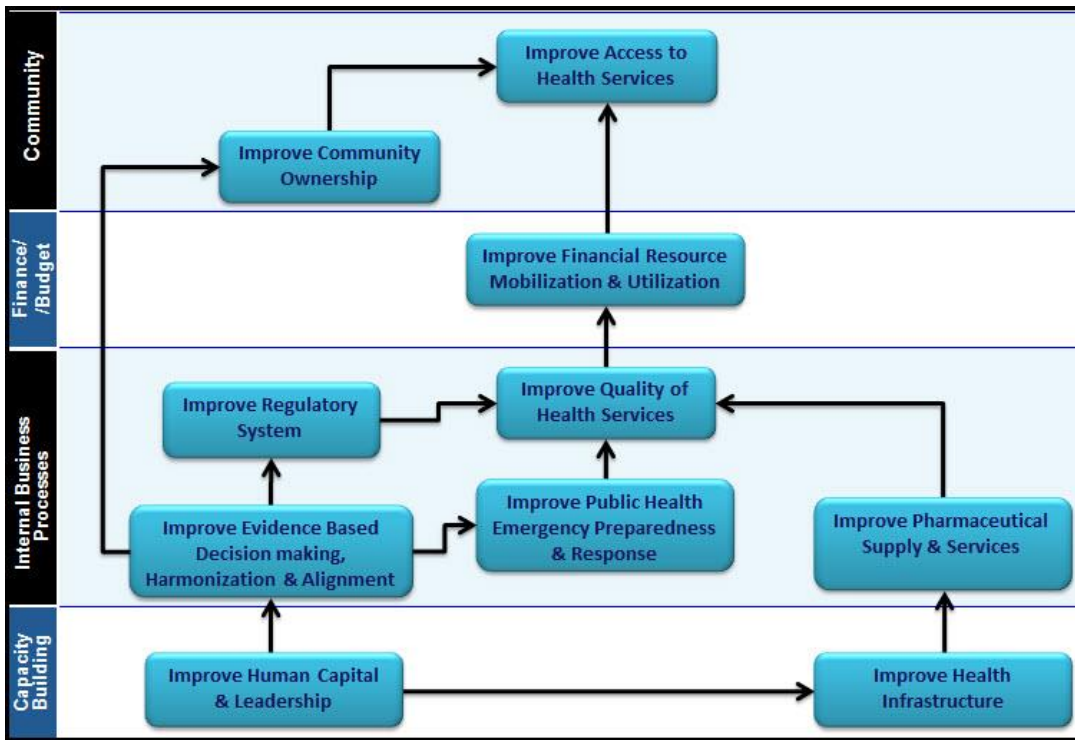 Community
Improve Access to
Health Services
Improve Community
Ownership
Finance/
/Budget
Improve Financial Resource
Mobilization & Utilization
Internal Business
Processes
Improve Quality of
Health Services
Improve Regulatory
System
Improve Evidence Based
Decision making,
Harmonization & Alignment
Improve Public Health
Emergency Preparedness
& Response
Improve Pharmaceutical
Supply & Services
Capacity
Building
Improve Human Capital
& Leadership
Improve Health
Infrastructure